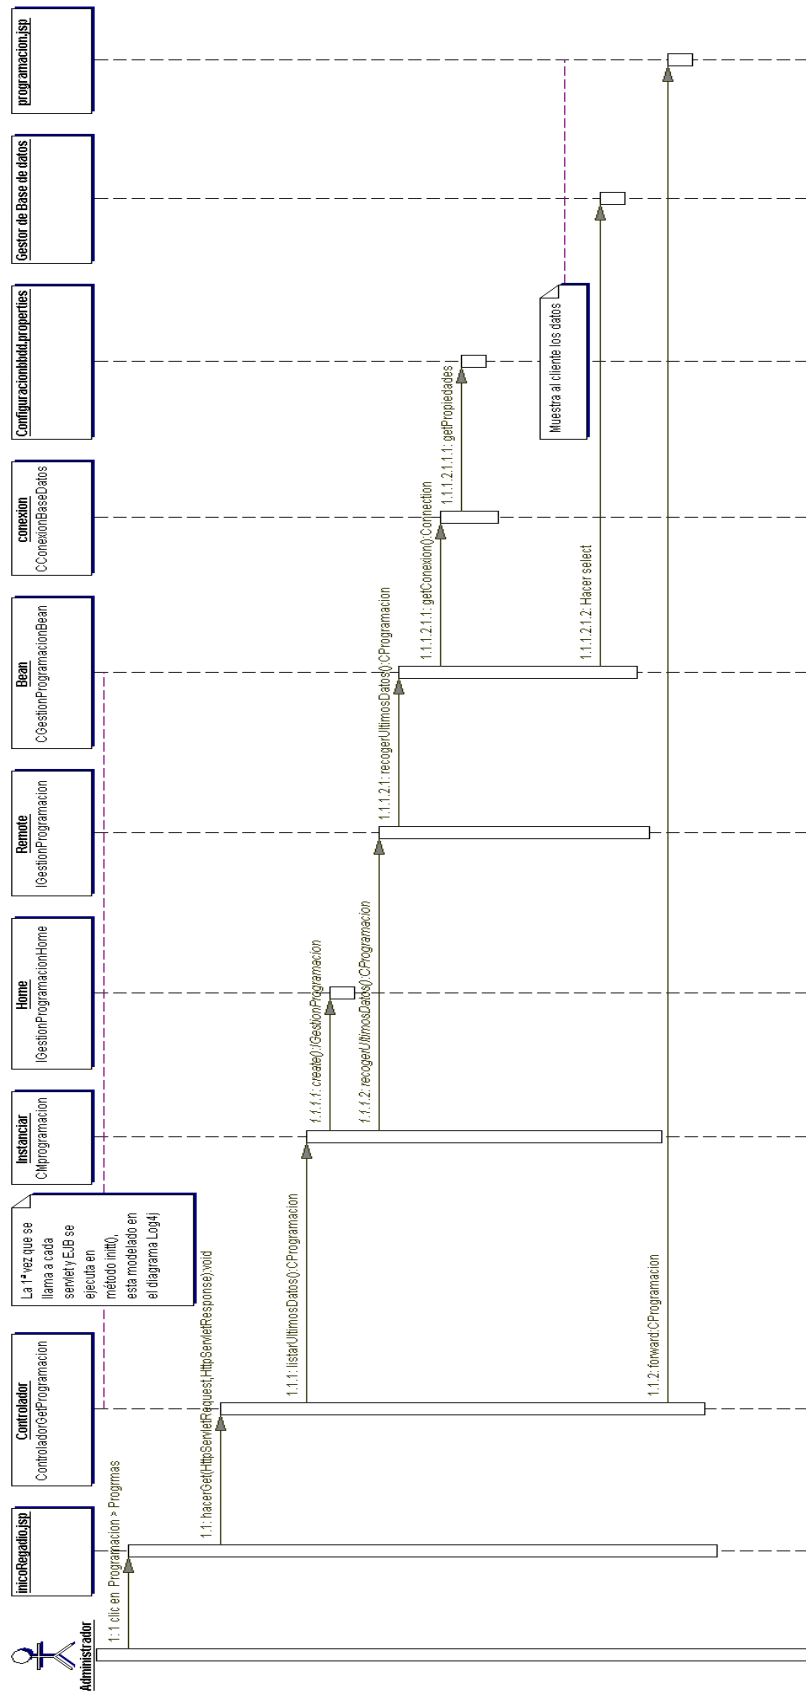 Administrador
inicoRegadio.jsp
Controlador
ControladorGetProgramacion
La 1ª vez que se
llama a cada
servlet y EJB se
ejecuta en
método initt(),
esta modelado en
el diagrama Log4j
Instanciar
CMprogramacion
Home
IGestionProgramacionHome
Remote
IGestionProgramacion
Bean
CGestionProgramacionBean
conexion
CConexionBaseDatos
Configuracionbbdd.properties
Gestor de Base de datos
programacion.jsp
1: 1 clic en Programacion > Progrmas
1.1: hacerGet(HttpServletRequest,HttpServletResponse):void
1.1.1: listarUltimosDatos():CProgramacion
1.1.1.1: create():IGestionProgramacion
1.1.1.2: recogerUltimosDatos():CProgramacion
1.1.1.2.1: recogerUltimosDatos():CProgramacion
1.1.1.2.1.1: getConexion():Connection
1.1.1.2.1.1.1: getPropiedades
Muestra al cliente los datos
1.1.1.2.1.2: Hacer select
1.1.2: forward:CProgramacion